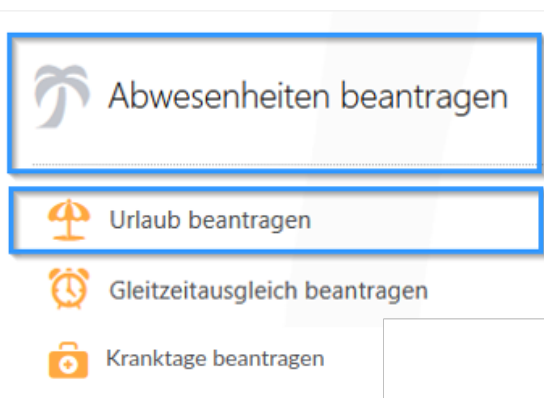 Abwesenheiten beantragen
Urlaub beantragen
Gleitzeitausgleich beantragen
Kranktage beantragen